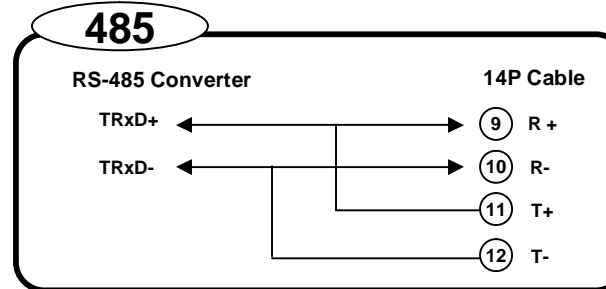 485
RS-485 Converter 14P Cable
TRxD+ 9 R +
TRxD- 10 R-
11 T+
12 T-